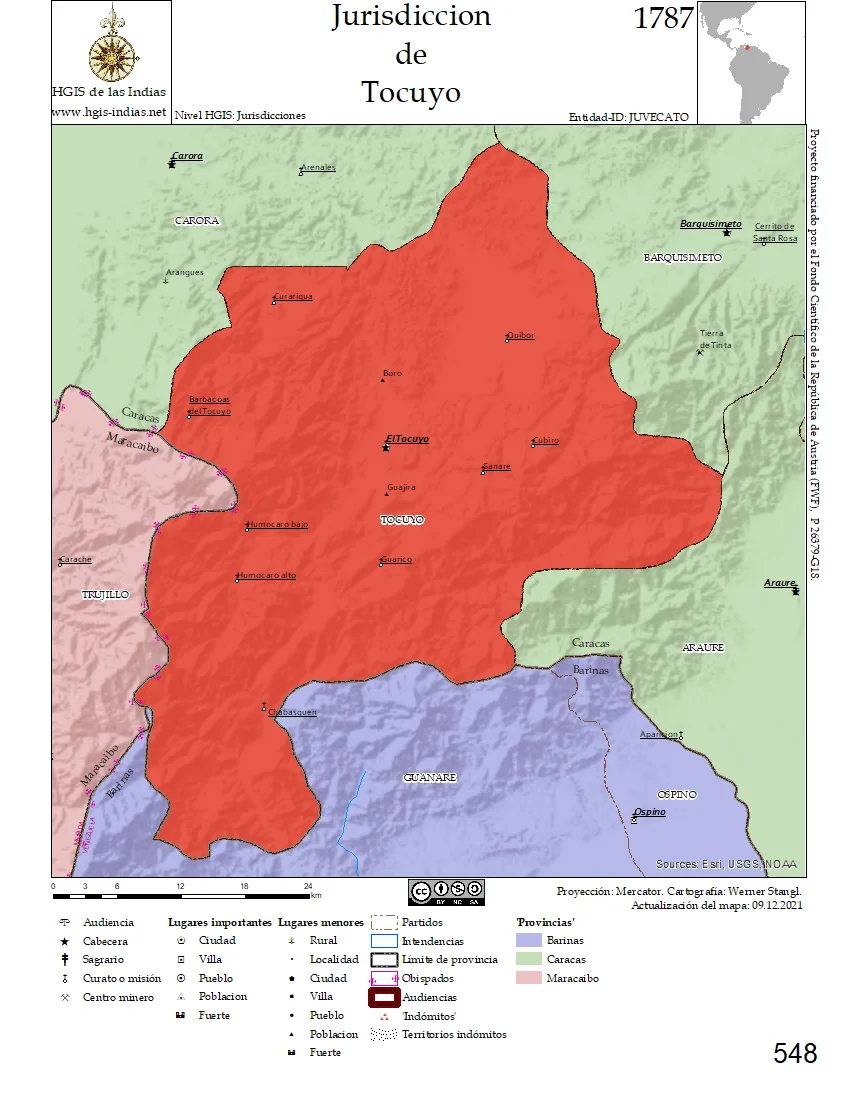 Jurisdiccion
de
Tocuyo
1787
HGIS de las Indias
www.hgis-indias.net
Nivel HGIS: Jurisdicciones
Entidad-ID: JUVECATO
Proyecto financiado por el Fondo Científico de la República de Austria (FWF), P 26379-G18.
Carora
Arenales
CARORA
Barquisimeto
Cerrito de
Santa Rosa
BARQUISIMETO
Arangues
Curarigua
Quibor
Tierra
de Tinta
Boro
Barbacoas
del Tocuyo
Caracas
Maracaibo
El Tocuyo
Cubiro
Sanare
Guajira
TOCUYO
Humocaro bajo
Carache
Guarico
Humocaro alto
Araure
TRUJILLO
Caracas
ARAURE
Barinas
Chabasquen
Aparicion
Maracaibo
Barinas
GUANARE
OSPINO
Ospino
Sources: Esri, USGS, NOAA
0 3 6 12 18 24
km
CC BY NC SA
Proyección: Mercator. Cartografía: Werner Stangl.
Actualización del mapa: 09.12.2021
Audiencia
Cabecera
Sagrario
Curato o misión
Centro minero
Lugares importantes
Ciudad
Villa
Pueblo
Poblacion
Fuerte
Lugares menores
Rural
Localidad
Ciudad
Villa
Pueblo
Poblacion
Fuerte
Partidos
Intendencias
Límite de provincia
Obispados
Audiencias
'Indómitos'
Territorios indómitos
'Provincias'
Barinas
Caracas
Maracaibo
548